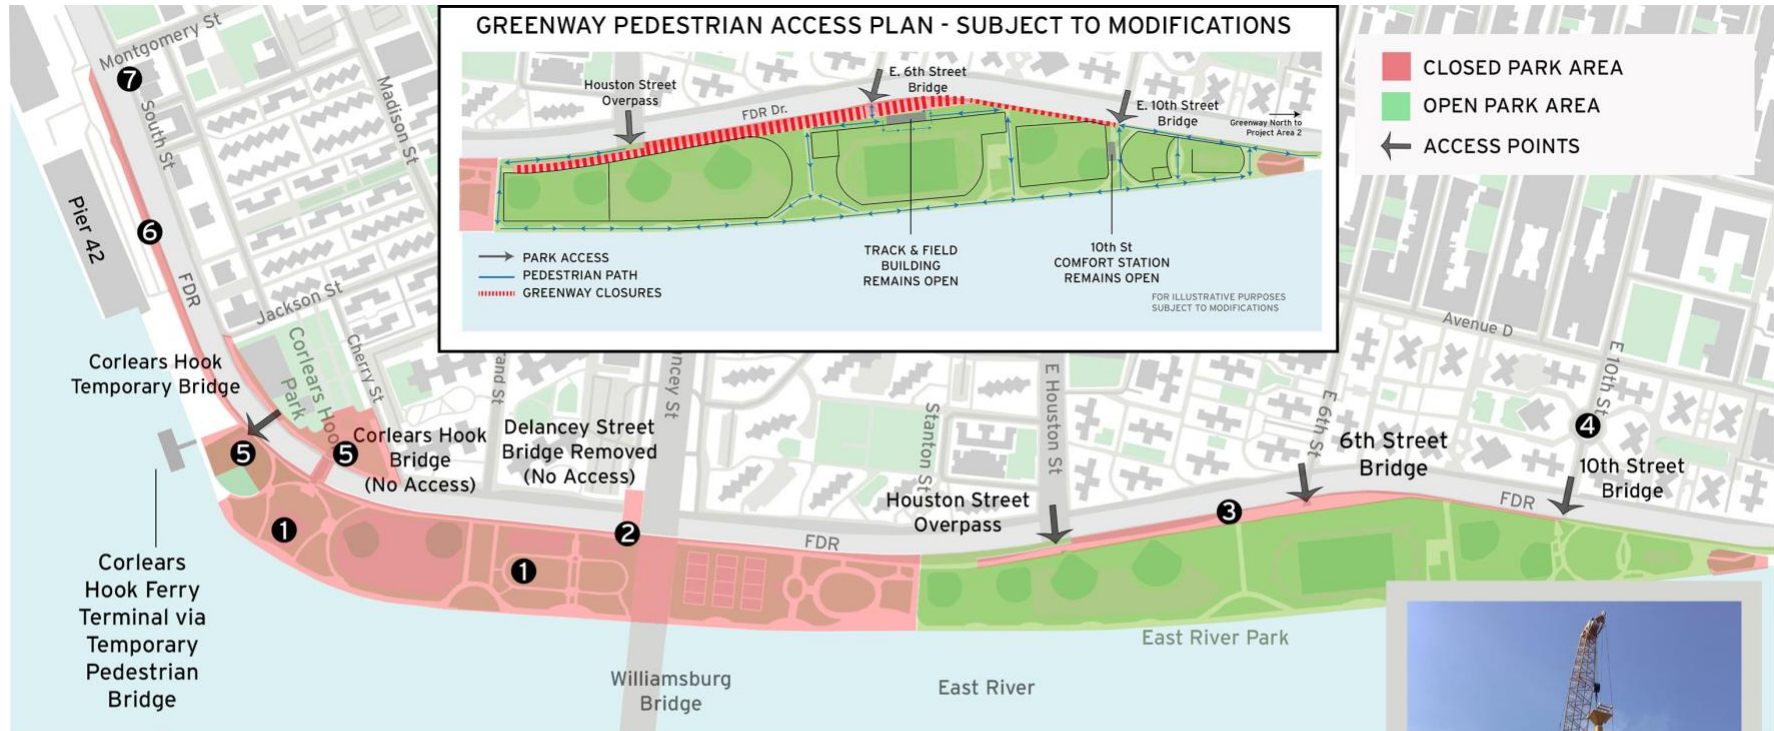 GREENWAY PEDESTRIAN ACCESS PLAN - SUBJECT TO MODIFICATIONS
Houston Street
Overpass
E. 6th Street
Bridge
FDR Dr.
E. 10th Street
Bridge
Greenway North to
Project Area 2
PARK ACCESS
PEDESTRIAN PATH
GREENWAY CLOSURES
TRACK & FIELD
BUILDING
REMAINS OPEN
10th St
COMFORT STATION
REMAINS OPEN
FOR ILLUSTRATIVE PURPOSES
SUBJECT TO MODIFICATIONS
CLOSED PARK AREA
OPEN PARK AREA
ACCESS POINTS
Montgomery St
7
South St
Madison St
Pier 42
6
FDR
Jackson St
Corlears Hook
Park
Cherry St
Corlears Hook
Temporary Bridge
5
5
Corlears Hook
Bridge
(No Access)
rand St
Delancey Street
Bridge Removed
(No Access)
ncey St
Stanton St
E Houston St
Houston Street
Overpass
E 6th St
6th Street
Bridge
Avenue D
E 10th St
4
10th Street
Bridge
FDR
3
1
2
1
FDR
Corlears
Hook Ferry
Terminal via
Temporary
Pedestrian
Bridge
Williamsburg
Bridge
East River
East River Park